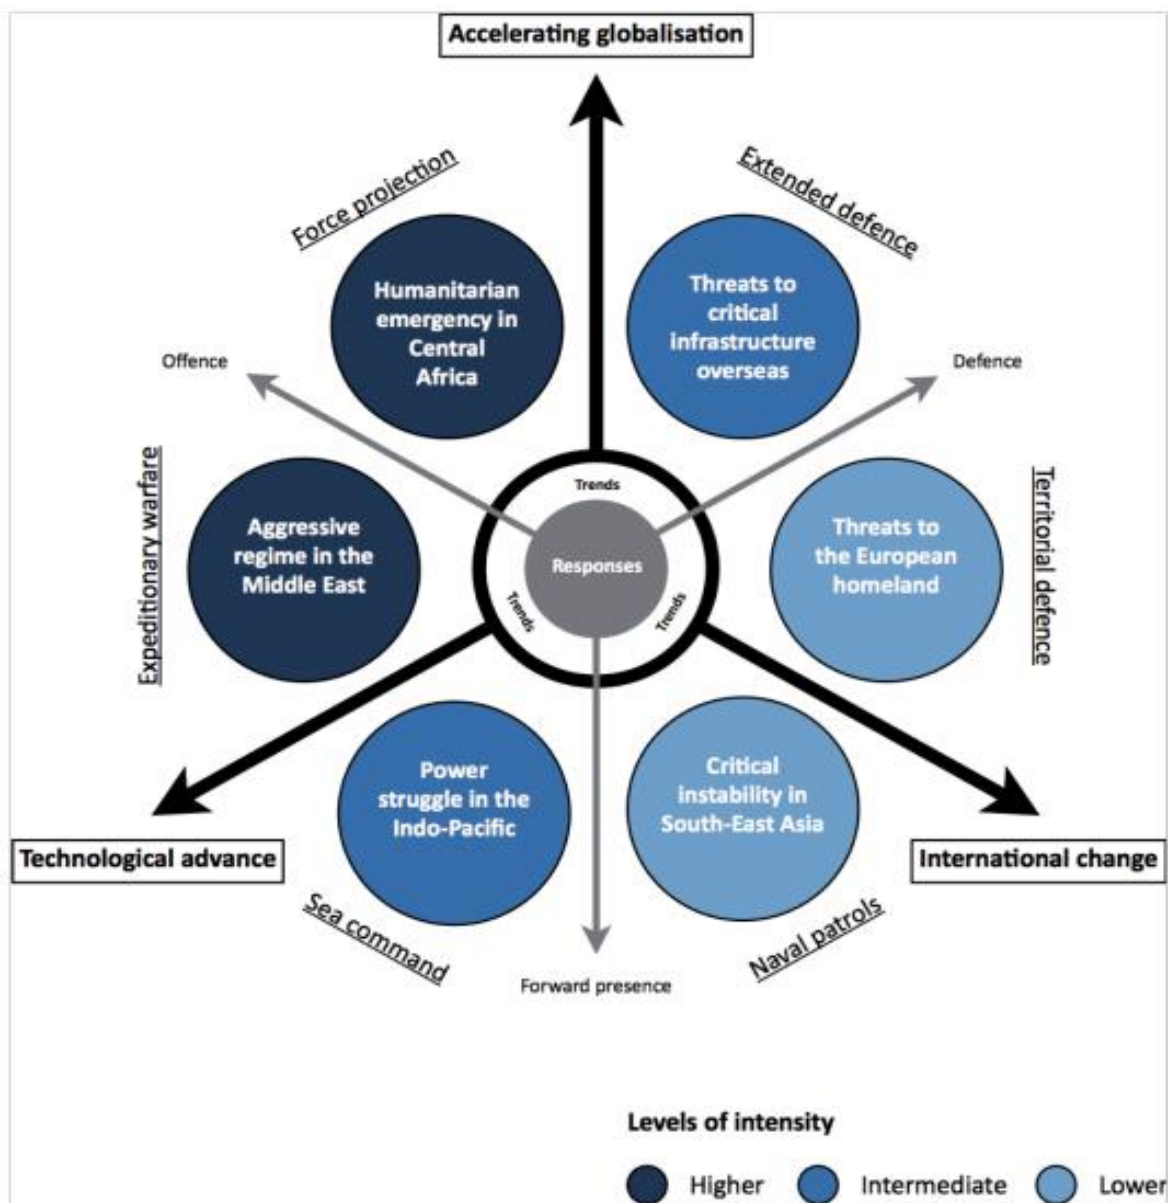 Accelerating globalisation
Force projection
Extended defence
Humanitarian
emergency in
Central
Africa
Threats to
critical
infrastructure
overseas
Offence
Defence
Expeditionary warfare
Aggressive
regime in the
Middle East
Trends
Responses
Trends
Trends
Threats to
the European
homeland
Territorial defence
Technological advance
Power
struggle in the
Indo-Pacific
Critical
instability in
South-East Asia
International change
Sea command
Naval patrols
Forward presence
Levels of intensity
Higher
Intermediate
Lower